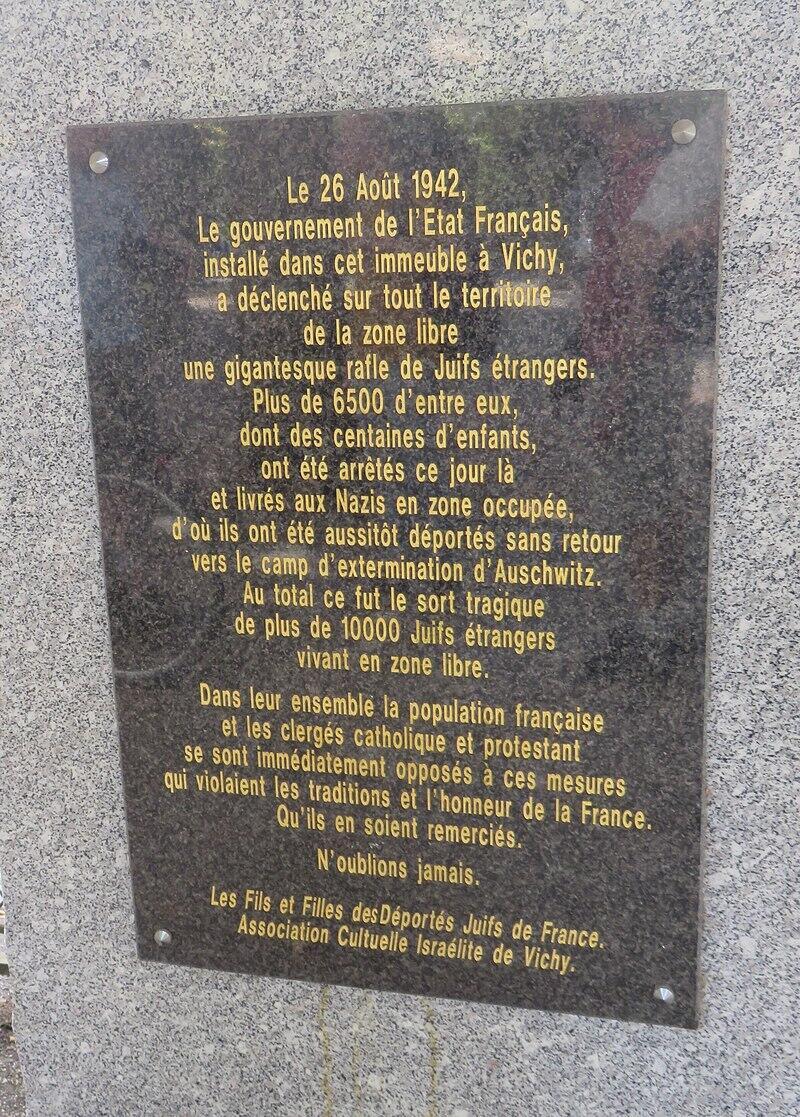 Le 26 Août 1942,
Le gouvernement de l'Etat Français,
installé dans cet immeuble à Vichy,
a déclenché sur tout le territoire
de la zone libre
une gigantesque rafle de Juifs étrangers.
Plus de 6500 d'entre eux,
dont des centaines d'enfants,
ont été arrêtés ce jour là
et livrés aux Nazis en zone occupée,
d'où ils ont été aussitôt déportés sans retour
vers le camp d'extermination d'Auschwitz.
Au total ce fut le sort tragique
de plus de 10000 Juifs étrangers
vivant en zone libre.
Dans leur ensemble la population française
et les clergés catholique et protestant
se sont immédiatement opposés à ces mesures
qui violaient les traditions et l'honneur de la France.
Qu'ils en soient remerciés.
N'oublions jamais.
Les Fils et Filles desDéportés Juifs de France.
Association Cultuelle Israélite de Vichy.